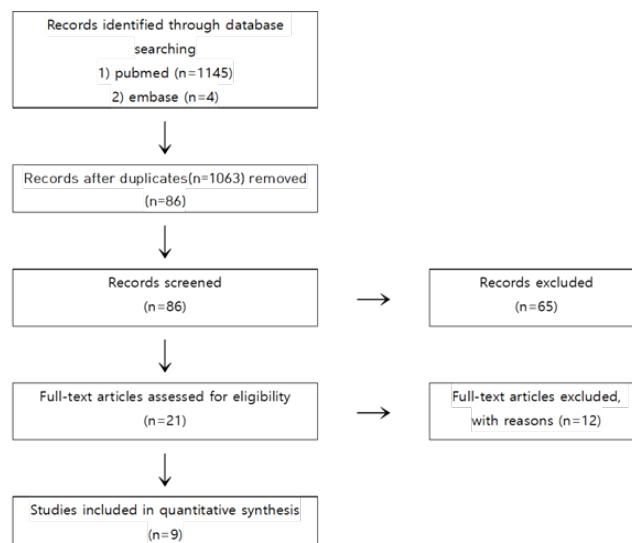 Records identified through database
searching
1) pubmed (n=1145)
2) embase (n=4)
Records after duplicates(n=1063) removed
(n=86)
Records screened
(n=86)
Records excluded
(n=65)
Full-text articles assessed for eligibility
(n=21)
Full-text articles excluded,
with reasons (n=12)
Studies included in quantitative synthesis
(n=9)